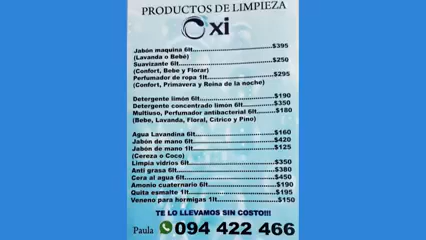 PRODUCTOS DE LIMPIEZA
Oxi
Jabón maquina 6lt....................$395
(Lavanda o Bebé)
Suavizante 6lt.........................$250
(Confort, Bebe y Florar)
Perfumador de ropa 1lt..................$295
(Confort, Primavera y Reina de la noche)
Detergente limón 6lt....................$190
Detergente concentrado limón 6lt...........$350
Multiuso, Perfumador antibacterial 6lt.......$180
(Bebe, Lavanda, Floral, Citrico y Pino)
Agua Lavandina 6lt....................$160
Jabón de mano 6lt.....................$420
Jabón de mano 1lt.....................$125
(Cereza o Coco)
Limpia vidrios 6lt.....................$350
Anti grasa 6lt.........................$380
Cera al agua 6lt.......................$450
Amonio cuaternario 6lt.................$190
Quita esmalte 1lt......................$195
Veneno para hormigas 1lt...............$150
TE LO LLEVAMOS SIN COSTO!!!
Paula 094 422 466